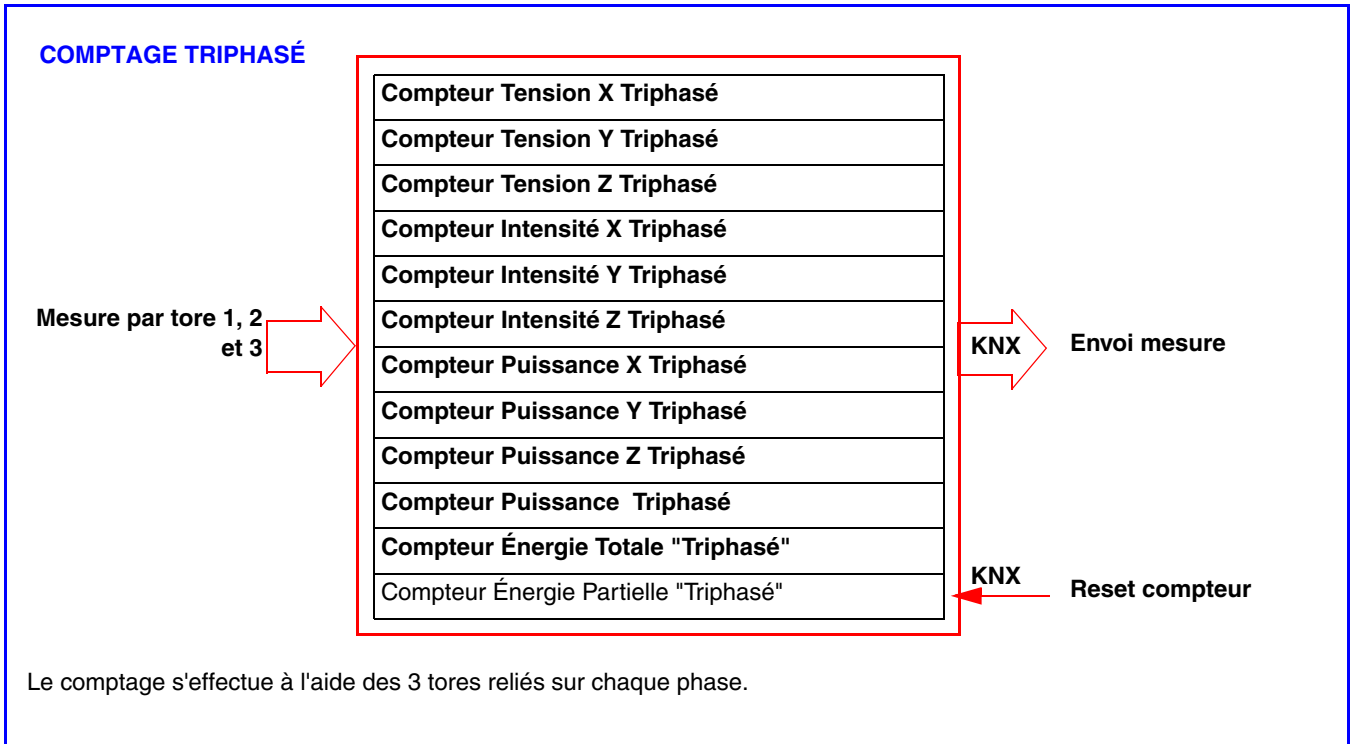 COMPTAGE TRIPHASÉ
Compteur Tension X Triphasé
Compteur Tension Y Triphasé
Compteur Tension Z Triphasé
Compteur Intensité X Triphasé
Compteur Intensité Y Triphasé
Compteur Intensité Z Triphasé
Compteur Puissance X Triphasé
Compteur Puissance Y Triphasé
Compteur Puissance Z Triphasé
Compteur Puissance  Triphasé
Compteur Énergie Totale "Triphasé"
Compteur Énergie Partielle "Triphasé"
Mesure par tore 1, 2
et 3
KNX
Envoi mesure
KNX
Reset compteur
Le comptage s'effectue à l'aide des 3 tores reliés sur chaque phase.